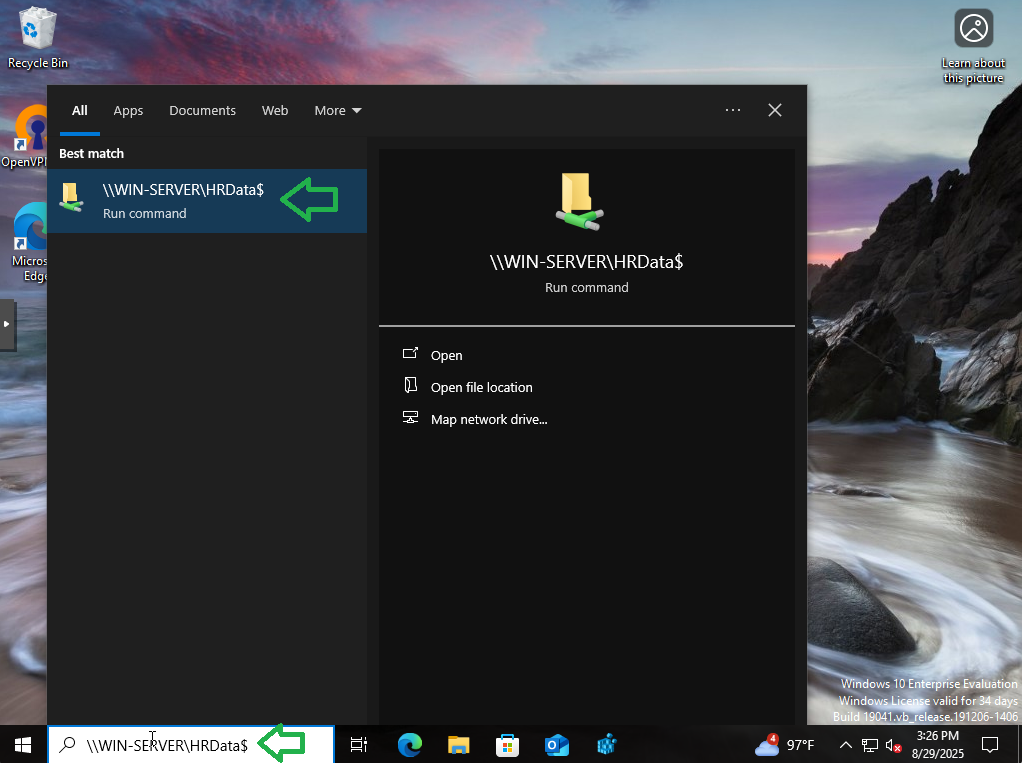 Recycle Bin
Learn about
this picture
OpenVP
Micros
Edge
All Apps Documents Web More
Best match
\\WIN-SERVER\HRData$
Run command
\\WIN-SERVER\HRData$
Run command
Open
Open file location
Map network drive...
Windows 10 Enterprise Evaluation
Windows License valid for 34 days
Build 19041.vb_release.191206-1406
\\WIN-SERVER\HRData$
4
97°F
3:26 PM
8/29/2025